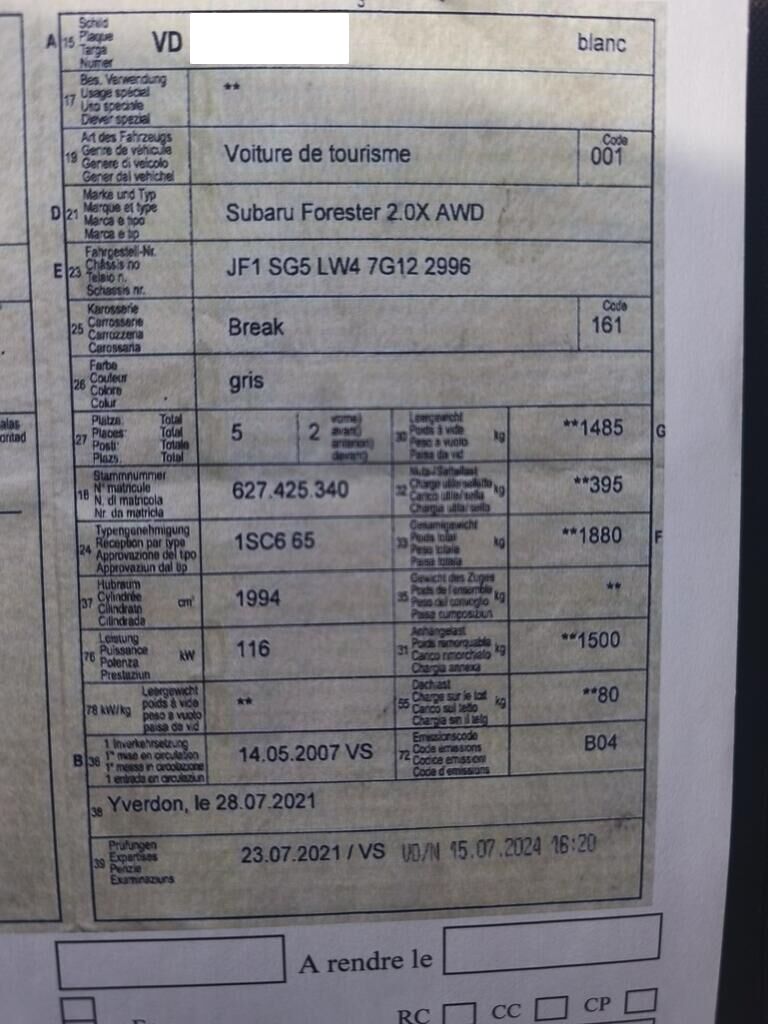 A 15 Schild
Plaque
Targa
Numer
VD
blanc
17 Bes. Verwendung
Usage spécial
Uso speciale
Diever spezial
**
19 Art des Fahrzeugs
Genre de véhicule
Genere di veicolo
Gener dal vehichel
Voiture de tourisme
Code
001
D 21 Marke und Typ
Marque et type
Marca e tipo
Marca e tip
Subaru Forester 2.0X AWD
E 23 Fahrgestell-Nr.
Châssis no
Telaio n.
Schassis nr.
JF1 SG5 LW4 7G12 2996
25 Karosserie
Carrosserie
Carrozzeria
Carossaria
Break
Code
161
26 Farbe
Couleur
Colore
Colur
gris
27 Plätze: Total
Places: Total
Posti: Totale
Plazs: Total
5
2 vorne)
avant)
anteriori)
davant)
30 Leergewicht
Poids à vide
Peso a vuoto
Paisa da vid
kg
**1485 G
18 Stammnummer
N° matricule
N. di matricola
Nr. da matricla
627.425.340
32 Nutz-/Sattellast
Charge utile/sellette
Carico utile/sella
Chargia utila/sella
kg
**395
24 Typengenehmigung
Réception par type
Approvazione del tipo
Approvaziun dal tip
1SC6 65
33 Gesamtgewicht
Poids total
Peso totale
Paisa totala
kg
**1880 F
37 Hubraum
Cylindrée
Cilindrata
Cilindrada
cm³
1994
35 Gewicht des Zuges
Poids de l'ensemble
Peso del convoglio
Paisa cumposiziun
kg
**
76 Leistung
Puissance
Potenza
Prestaziun
kW
116
31 Anhängelast
Poids remorquable
Carico rimorchiato
Chargia annexa
kg
**1500
78 kW/kg Leergewicht
poids à vide
peso a vuoto
paisa da vid
**
55 Dachlast
Charge sur le toit
Carico sul tetto
Chargia sin il tetg
kg
**80
B 36 1 Inverkehrsetzung
1re mise en circulation
1a messa in circolazione
1 entrada en circulaziun
14.05.2007 VS
72 Emissionscode
Code émissions
Codice emissioni
Code d'emissions
B04
38 Yverdon, le 28.07.2021
39 Prüfungen
Expertises
Perizie
Examinaziuns
23.07.2021 / VS VD/N 15.07.2024 16:20
A rendre le
RC CC CP